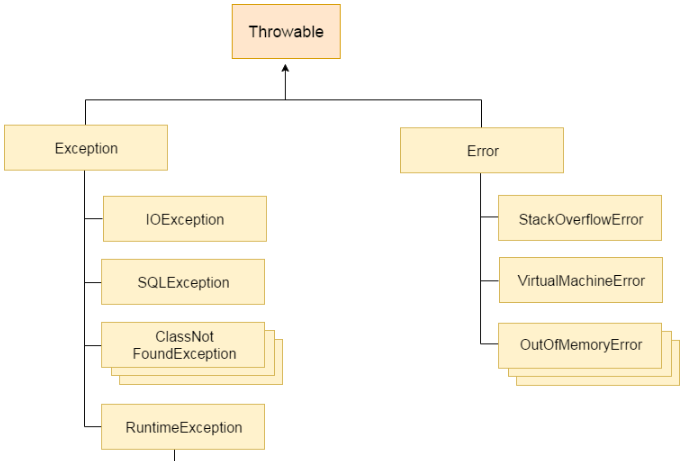 Throwable
Exception
Error
IOException
StackOverflowError
SQLException
VirtualMachineError
ClassNot
FoundException
OutOfMemoryError
RuntimeException